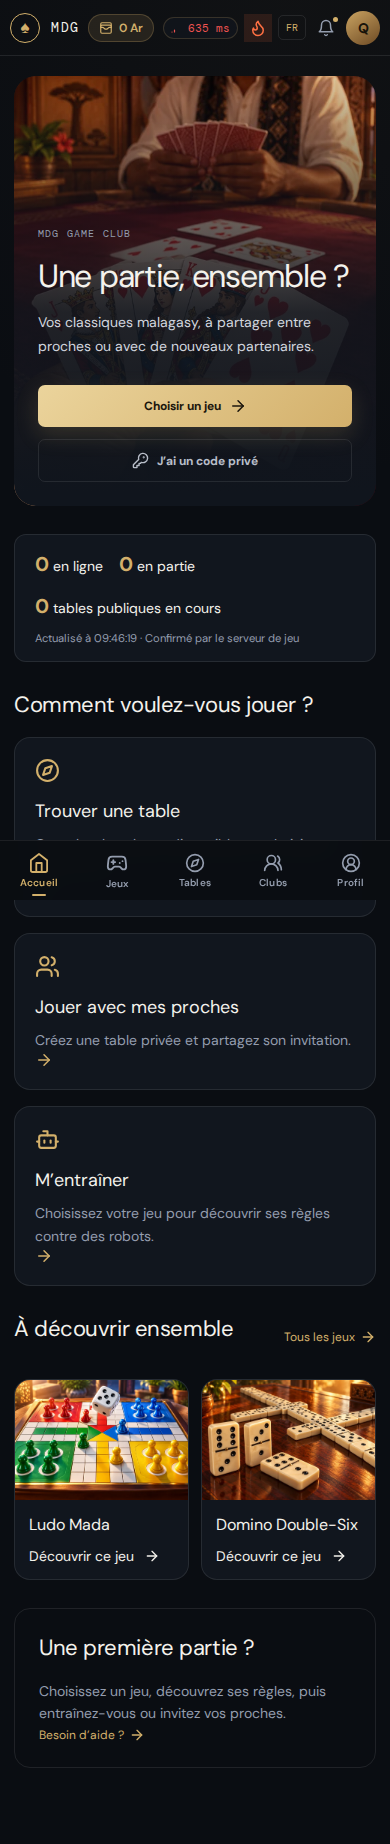 MDG
0 Ar
635 ms
FR
Q
MDG GAME CLUB
Une partie, ensemble ?
Vos classiques malagasy, à partager entre
proches ou avec de nouveaux partenaires.
Choisir un jeu
J'ai un code privé
0 en ligne 0 en partie
0 tables publiques en cours
Actualisé à 09:46:19 · Confirmé par le serveur de jeu
Comment voulez-vous jouer ?
Trouver une table
Accueil
Jeux
Tables
Clubs
Profil
Jouer avec mes proches
Créez une table privée et partagez son invitation.
M'entraîner
Choisissez votre jeu pour découvrir ses règles
contre des robots.
À découvrir ensemble
Tous les jeux
Ludo Mada
Découvrir ce jeu
Domino Double-Six
Découvrir ce jeu
Une première partie ?
Choisissez un jeu, découvrez ses règles, puis
entraînez-vous ou invitez vos proches.
Besoin d'aide ?